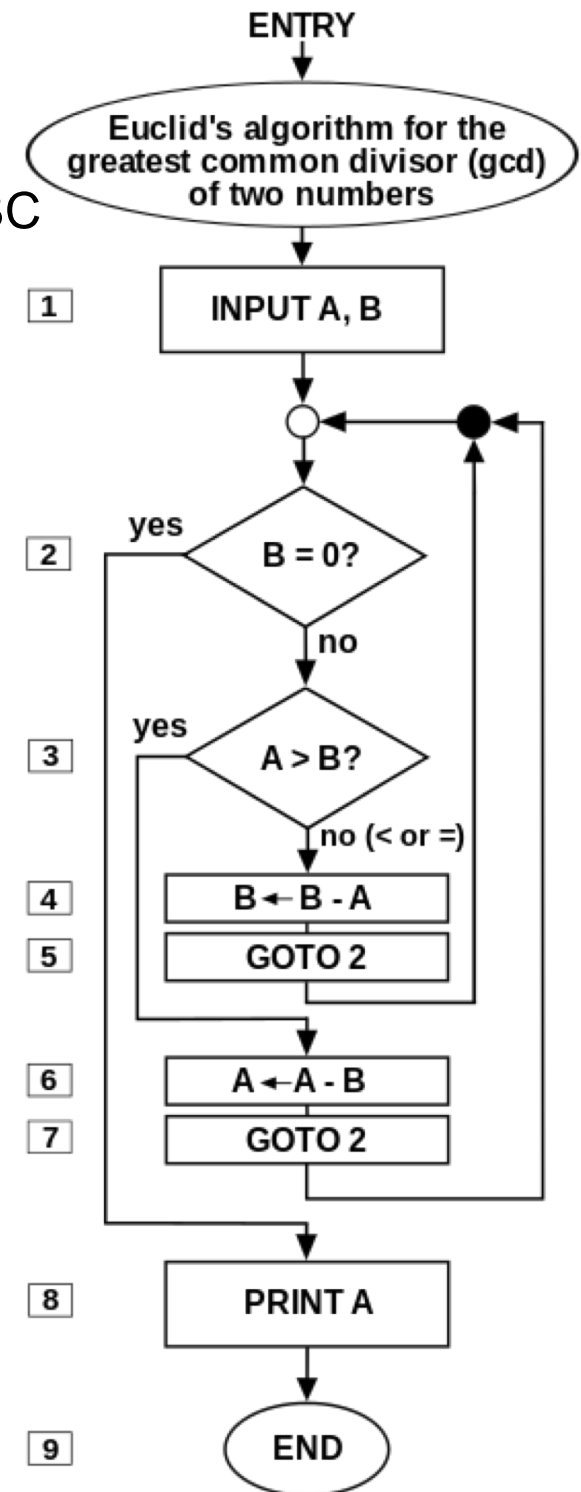 ENTRY
Euclid's algorithm for the
greatest common divisor (gcd)
of two numbers
1
INPUT A, B
yes
2
B = 0?
no
yes
3
A > B?
no (< or =)
4
B ← B - A
5
GOTO 2
6
A ← A - B
7
GOTO 2
8
PRINT A
9
END